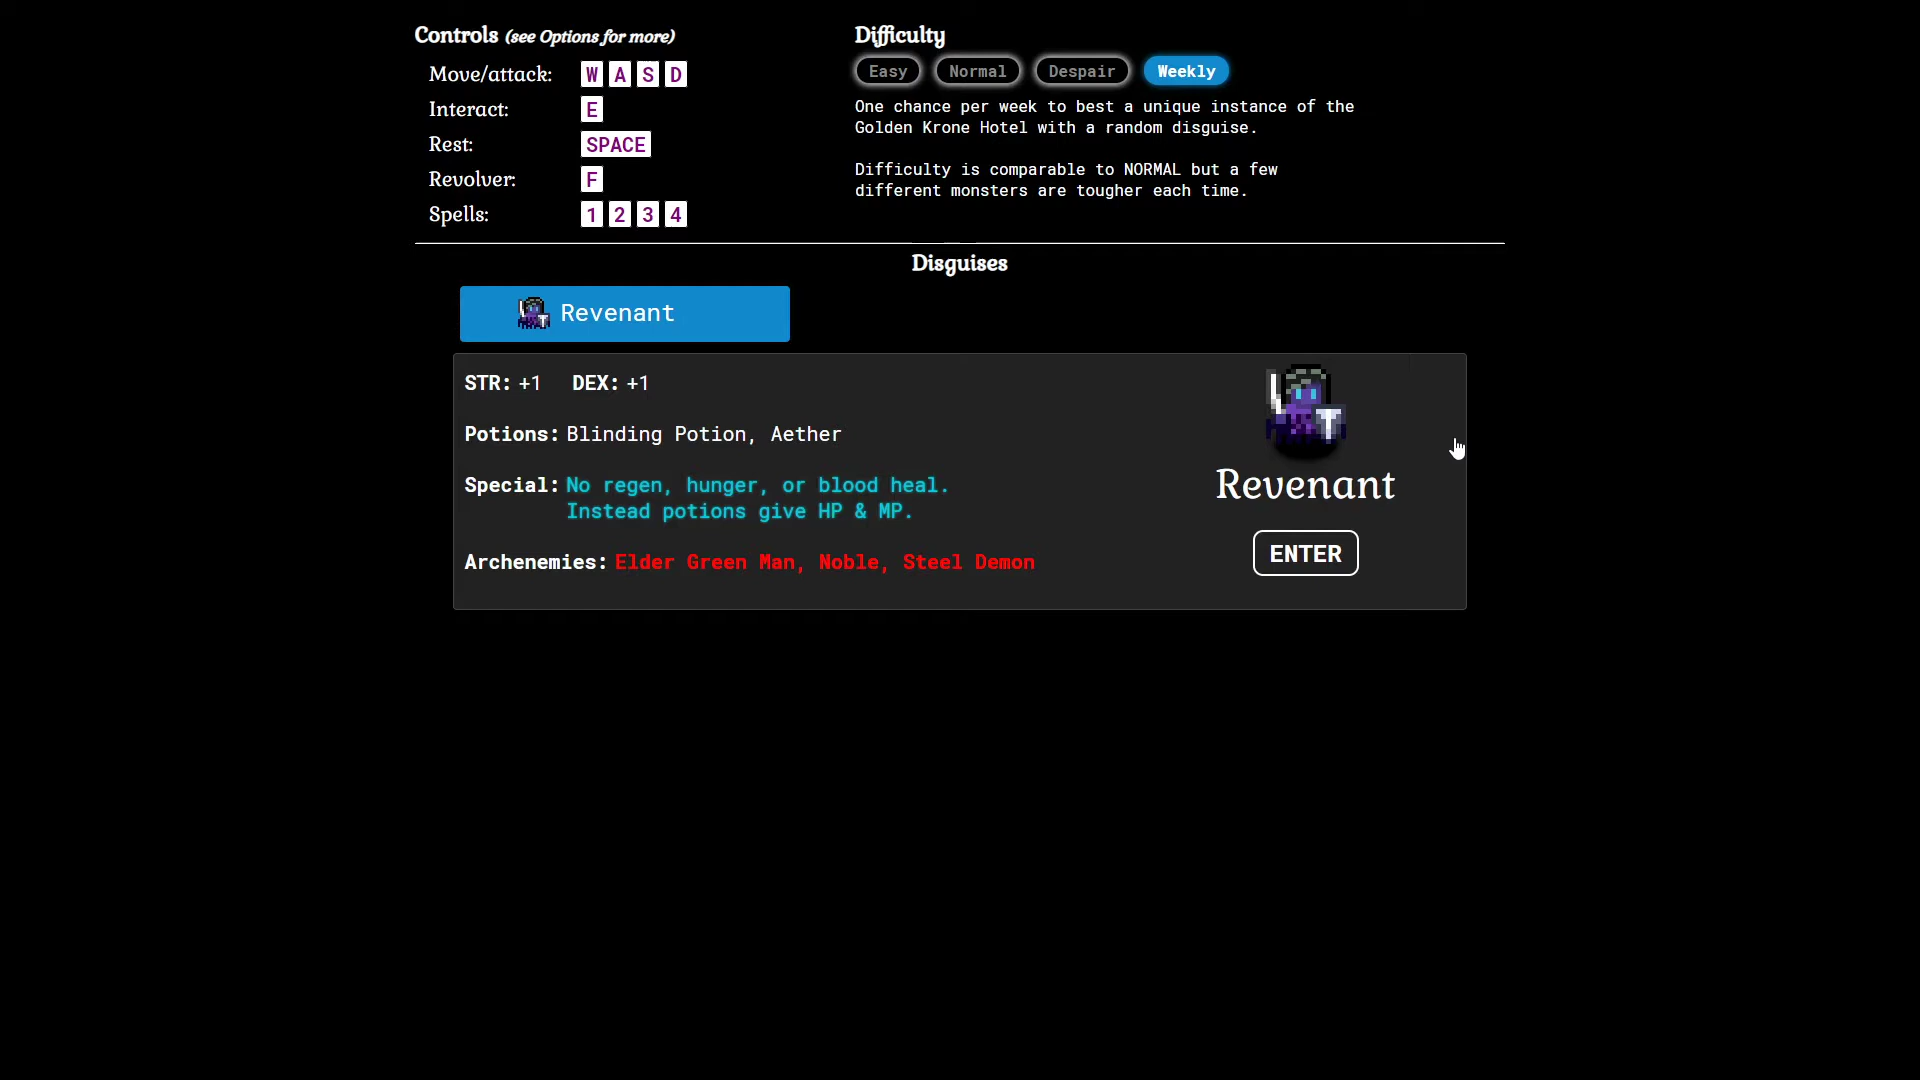 Controls (see Options for more)
Move/attack: W A S D
Interact: E
Rest: SPACE
Revolver: F
Spells: 1 2 3 4
Difficulty
Easy Normal Despair Weekly
One chance per week to best a unique instance of the
Golden Krone Hotel with a random disguise.
Difficulty is comparable to NORMAL but a few
different monsters are tougher each time.
Disguises
Revenant
STR: +1 DEX: +1
Potions: Blinding Potion, Aether
Special: No regen, hunger, or blood heal.
Instead potions give HP & MP.
Archenemies: Elder Green Man, Noble, Steel Demon
Revenant
ENTER